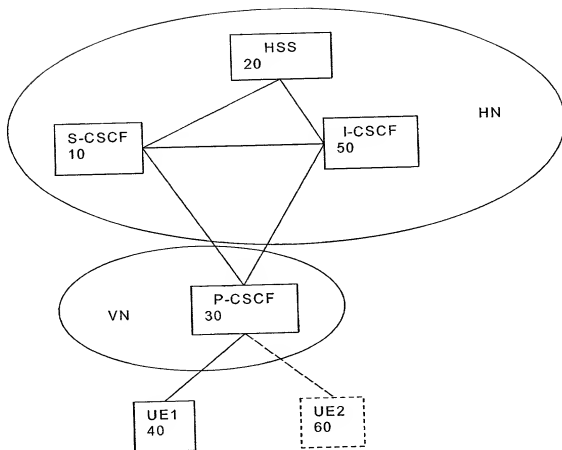 HSS
20
S-CSCF
10
I-CSCF
50
HN
P-CSCF
30
VN
UE1
40
UE2
60